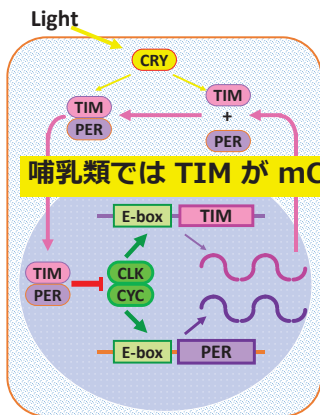 Light
CRY
TIM
PER
TIM
+
PER
哺乳類では TIM が mC
E-box TIM
TIM
PER
CLK
CYC
E-box PER